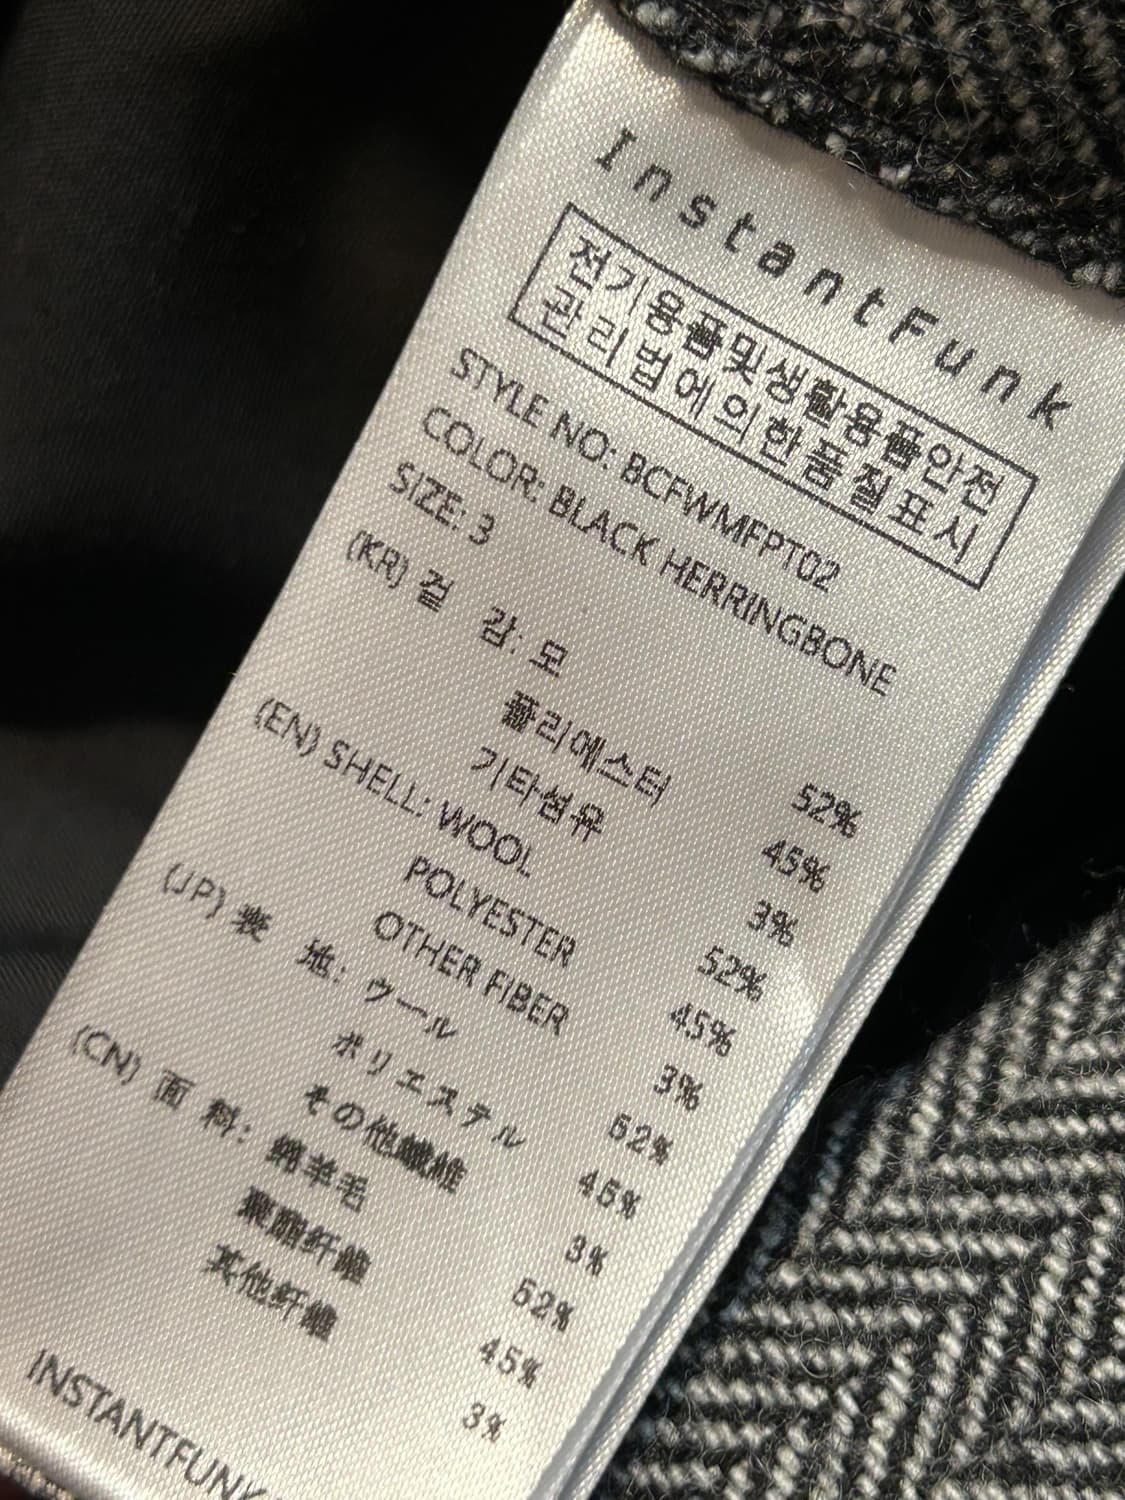 InstantFunk
전기용품및생활용품안전
관리법에의한품질표시
STYLE NO: BCFWMFPT02
COLOR: BLACK HERRINGBONE
SIZE: 3
(KR) 겉 감: 모 52%
폴리에스터 45%
기타섬유 3%
(EN) SHELL: WOOL 52%
POLYESTER 45%
OTHER FIBER 3%
(JP) 表 地: ウール 52%
ポリエステル 45%
その他繊維 3%
(CN) 面 料: 绵羊毛 52%
聚酯纤维 45%
其他纤维 3%
INSTANTFUNK